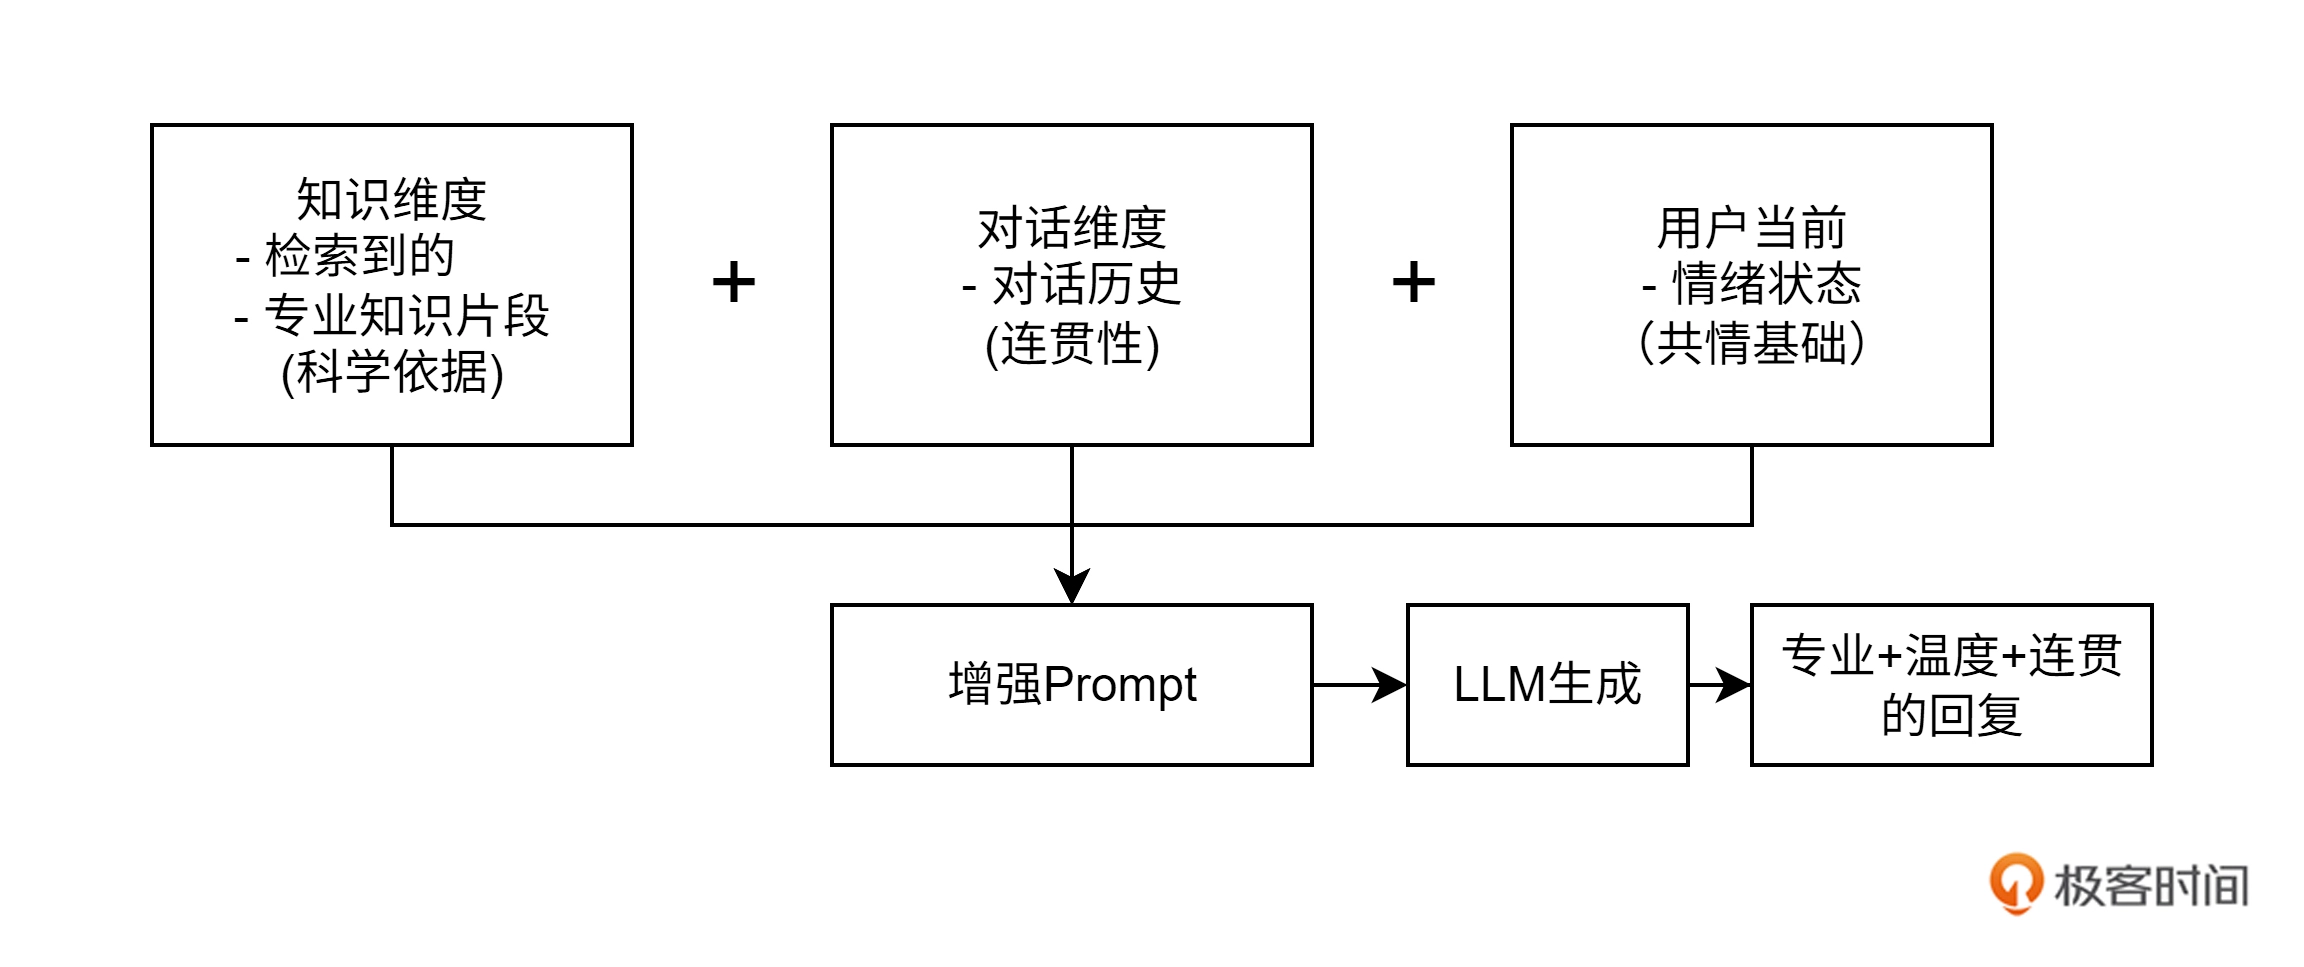 知识维度
- 检索到的
- 专业知识片段
(科学依据)
+
对话维度
- 对话历史
(连贯性)
+
用户当前
- 情绪状态
（共情基础）
增强Prompt
LLM生成
专业+温度+连贯
的回复
极客时间